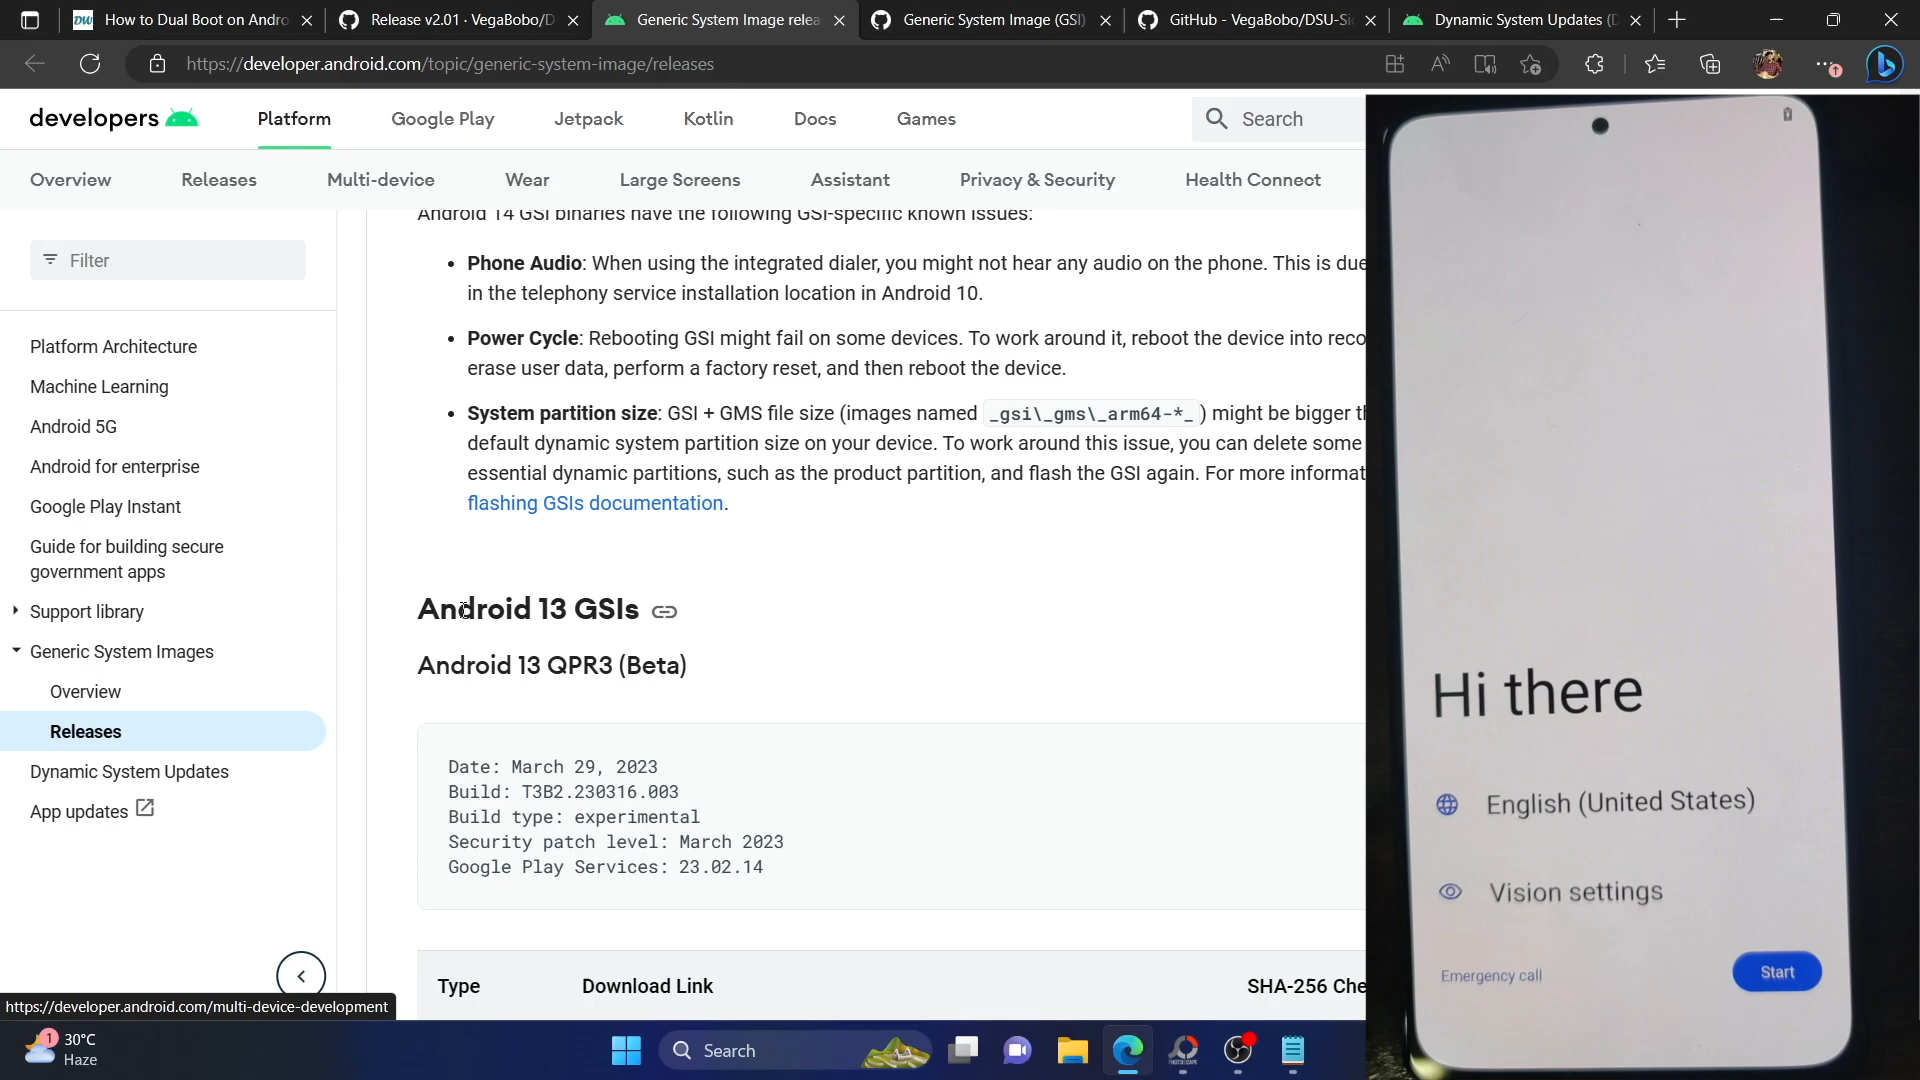 How to Dual Boot on Andro
Release v2.01 · VegaBobo/D
Generic System Image relea
Generic System Image (GSI)
GitHub - VegaBobo/DSU-Si
Dynamic System Updates (D
https://developer.android.com/topic/generic-system-image/releases
developers
Platform
Google Play
Jetpack
Kotlin
Docs
Games
Search
Overview
Releases
Multi-device
Wear
Large Screens
Assistant
Privacy & Security
Health Connect
Filter
Platform Architecture
Machine Learning
Android 5G
Android for enterprise
Google Play Instant
Guide for building secure
government apps
Support library
Generic System Images
Overview
Releases
Dynamic System Updates
App updates
Android 14 GSI binaries have the following GSI-specific known issues:
• Phone Audio: When using the integrated dialer, you might not hear any audio on the phone. This is due
in the telephony service installation location in Android 10.
• Power Cycle: Rebooting GSI might fail on some devices. To work around it, reboot the device into reco
erase user data, perform a factory reset, and then reboot the device.
• System partition size: GSI + GMS file size (images named _gsi\_gms\_arm64-*_) might be bigger th
default dynamic system partition size on your device. To work around this issue, you can delete some
essential dynamic partitions, such as the product partition, and flash the GSI again. For more informat
flashing GSIs documentation.
Android 13 GSIs
Android 13 QPR3 (Beta)
Date: March 29, 2023
Build: T3B2.230316.003
Build type: experimental
Security patch level: March 2023
Google Play Services: 23.02.14
Type
Download Link
SHA-256 Che
Hi there
English (United States)
Vision settings
Emergency call
Start
https://developer.android.com/multi-device-development
1
30°C
Haze
Search